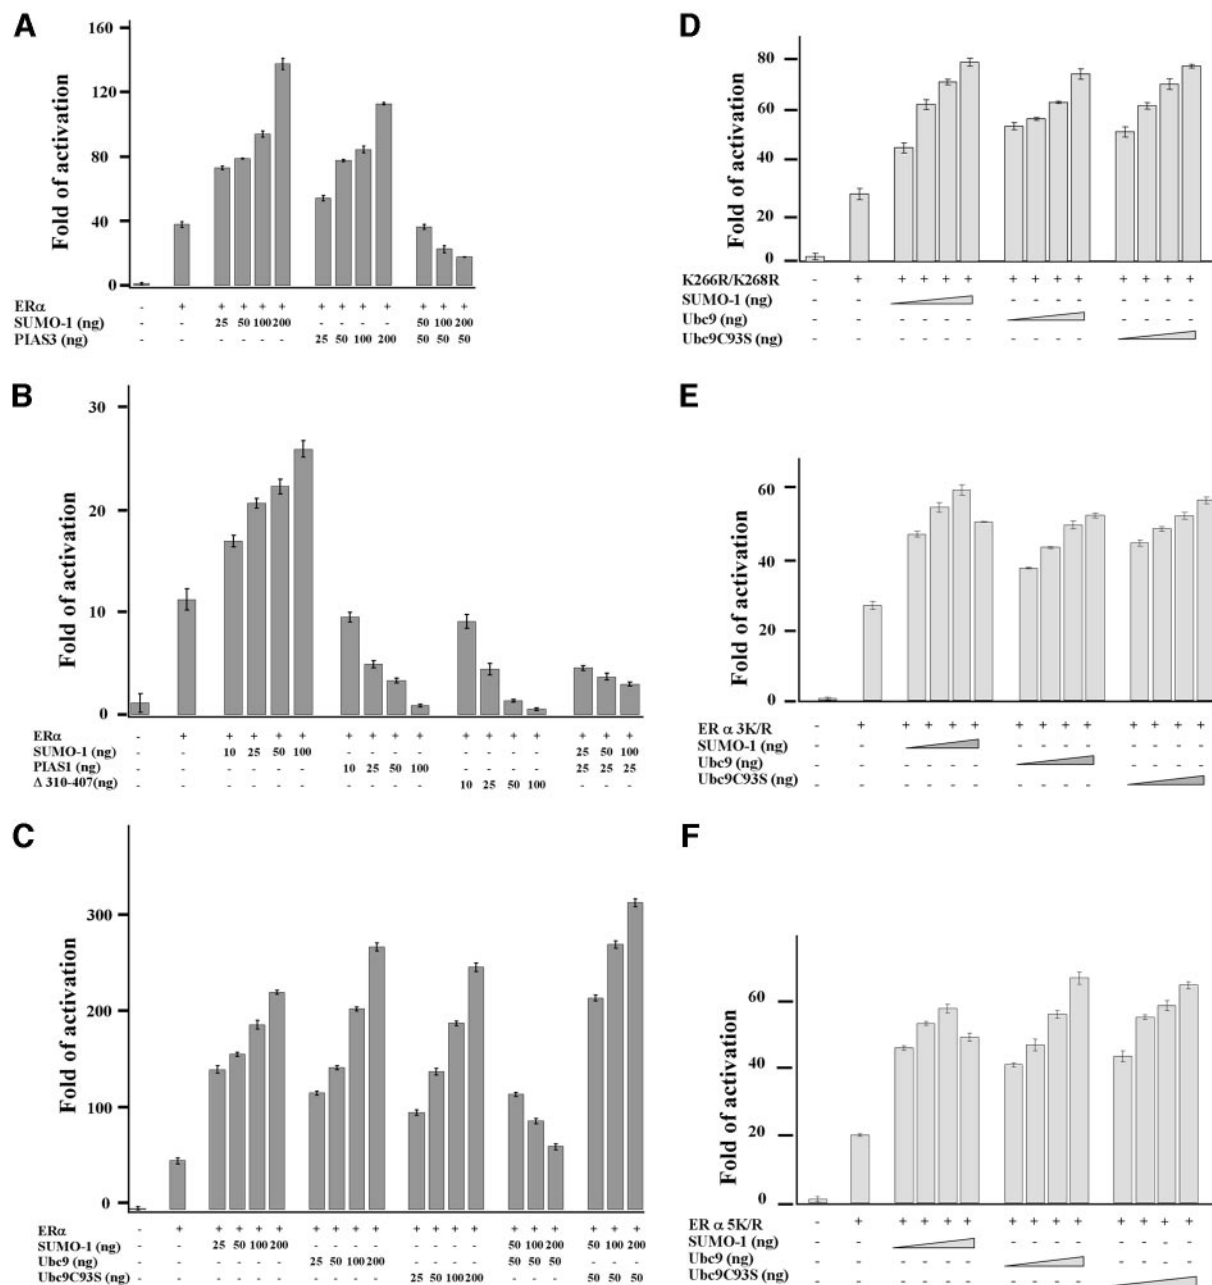 A
160
120
80
40
0
Fold of activation
- + + + + + + + + + + + +
ERα
SUMO-1 (ng) - - 25 50 100 200 - - - - 50 100 200
PIAS3 (ng) - - - - - - 25 50 100 200 50 50 50
B
30
20
10
0
Fold of activation
ERα - + + + + + + + + + + + + + + + +
SUMO-1 (ng) - - 10 25 50 100 - - - - - - - - 25 50 100
PIAS1 (ng) - - - - - - 10 25 50 100 - - - - 25 25 25
Δ 310-407(ng) - - - - - - - - - - 10 25 50 100 - - -
C
300
200
100
0
Fold of activation
ERα - + + + + + + + + + + + + + + + + + + +
SUMO-1 (ng) - - 25 50 100 200 - - - - - - - - 50 100 200 50 100 200
Ubc9 (ng) - - - - - - 25 50 100 200 - - - - 50 50 50 - - -
Ubc9C93S (ng) - - - - - - - - - - 25 50 100 200 - - - 50 50 50
D
80
60
40
20
0
Fold of activation
K266R/K268R - + + + + + + + + + + + + +
SUMO-1 (ng) - - - - - - - - - -
Ubc9 (ng) - - - - - - - - - -
Ubc9C93S (ng) - - - - - - - - - -
E
60
40
20
0
Fold of activation
ER α 3K/R - + + + + + + + + + + + + +
SUMO-1 (ng) - - - - - - - - - -
Ubc9 (ng) - - - - - - - - - -
Ubc9C93S (ng) - - - - - - - - - -
F
60
40
20
0
Fold of activation
ER α 5K/R - + + + + + + + + + + + + +
SUMO-1 (ng) - - - - - - - - - -
Ubc9 (ng) - - - - - - - - - -
Ubc9C93S (ng) - - - - - - - - - -